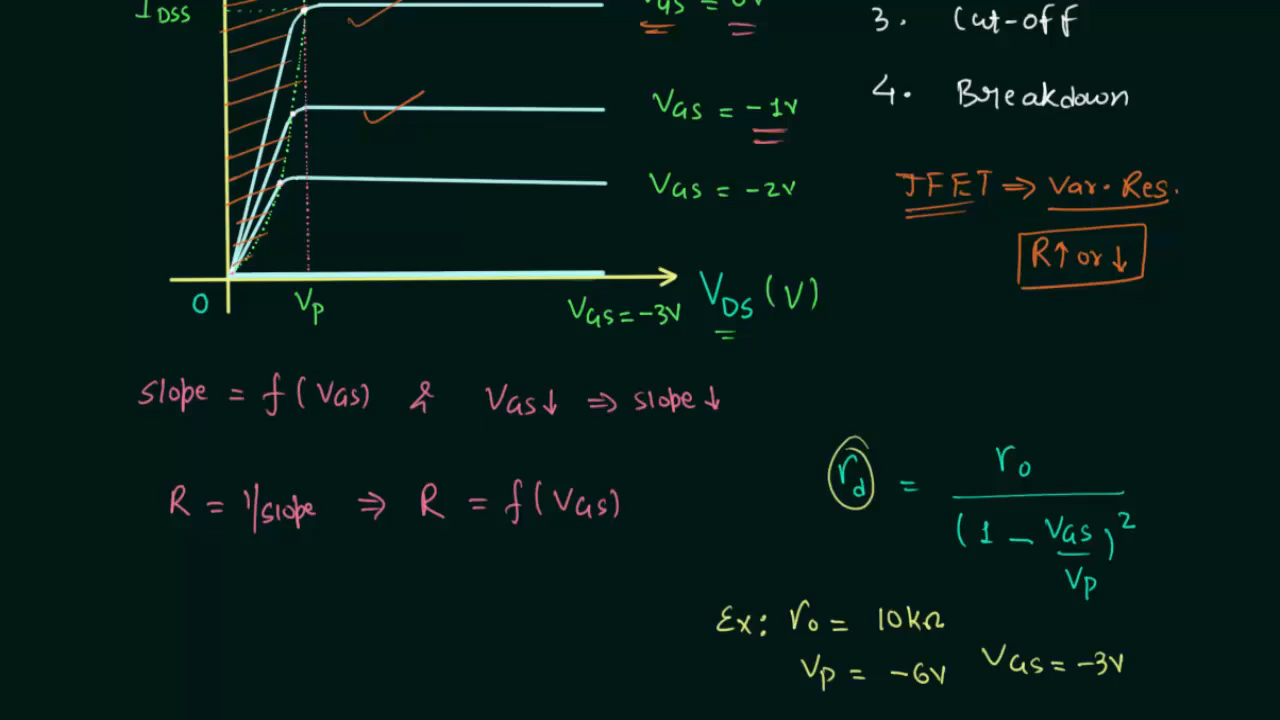 IDSS
VGS = 0V
3. Cut-off
VGS = -1V
4. Breakdown
VGS = -2V
JFET ⇒ Var. Res.
R↑ or ↓
0
Vp
VGS = -3V
VDS (V)
Slope = f(VGS) & VGS↓ ⇒ slope↓
rd = r0 / (1 - VGS/Vp)²
R = 1/slope ⇒ R = f(VGS)
Ex: r0 = 10kΩ
Vp = -6V VGS = -3V